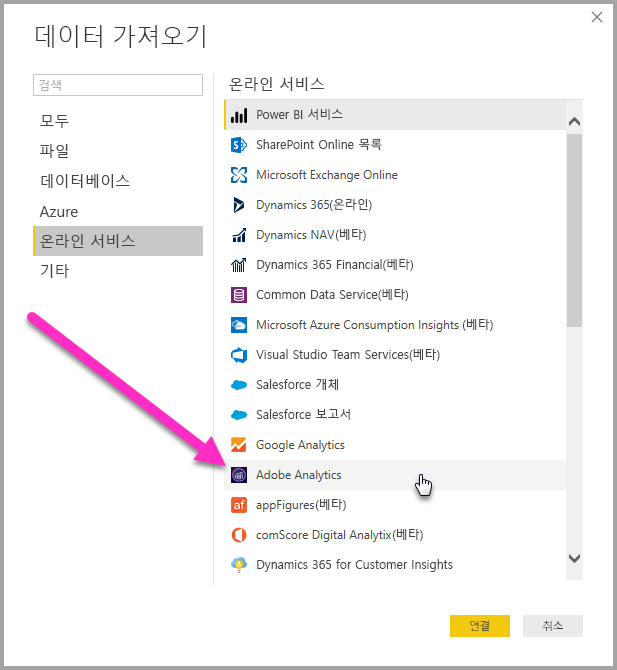 데이터 가져오기
검색
모두
파일
데이터베이스
Azure
온라인 서비스
기타
온라인 서비스
Power BI 서비스
SharePoint Online 목록
Microsoft Exchange Online
Dynamics 365(온라인)
Dynamics NAV(베타)
Dynamics 365 Financial(베타)
Common Data Service(베타)
Microsoft Azure Consumption Insights (베타)
Visual Studio Team Services(베타)
Salesforce 개체
Salesforce 보고서
Google Analytics
Adobe Analytics
af appFigures(베타)
comScore Digital Analytix(베타)
Dynamics 365 for Customer Insights
연결 취소